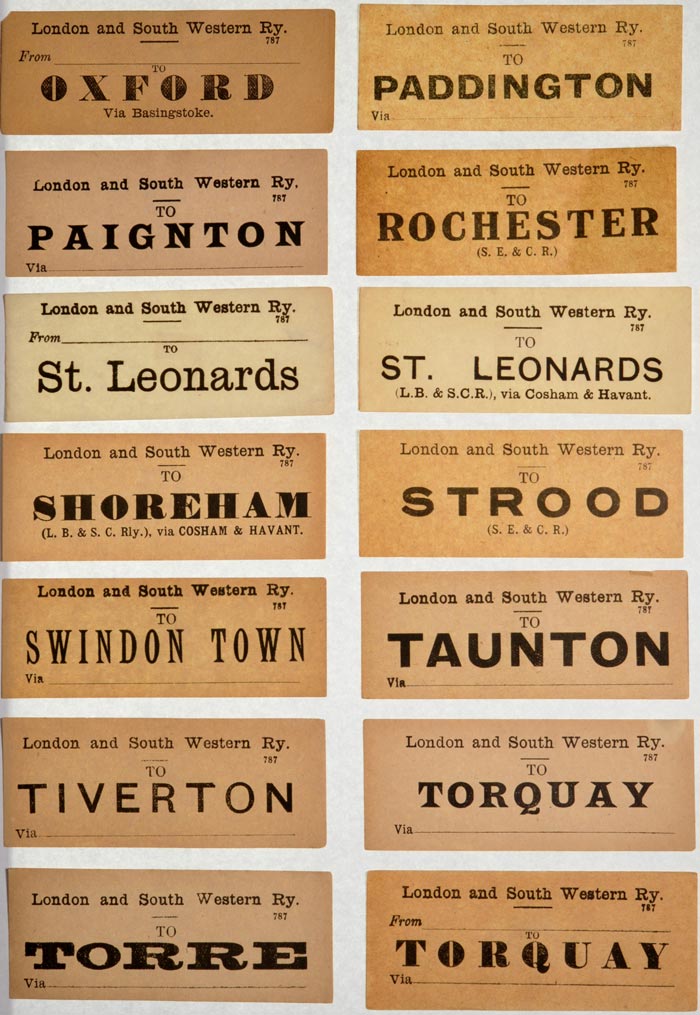 London and South Western Ry.
787
From
TO
OXFORD
Via Basingstoke.
London and South Western Ry.
787
TO
PADDINGTON
Via
London and South Western Ry.
787
TO
PAIGNTON
Via
London and South Western Ry.
787
TO
ROCHESTER
(S. E. & C. R.)
London and South Western Ry.
787
From
TO
St. Leonards
London and South Western Ry.
787
TO
ST. LEONARDS
(L.B. & S.C.R.), via Cosham & Havant.
London and South Western Ry.
787
TO
SHOREHAM
(L. B. & S. C. Rly.), via COSHAM & HAVANT.
London and South Western Ry.
787
TO
STROOD
(S. E. & C. R.)
London and South Western Ry.
787
TO
SWINDON TOWN
Via
London and South Western Ry.
787
TO
TAUNTON
Via
London and South Western Ry.
787
TO
TIVERTON
Via
London and South Western Ry.
787
TO
TORQUAY
Via
London and South Western Ry.
787
TO
TORRE
Via
London and South Western Ry.
787
From
TO
TORQUAY
Via